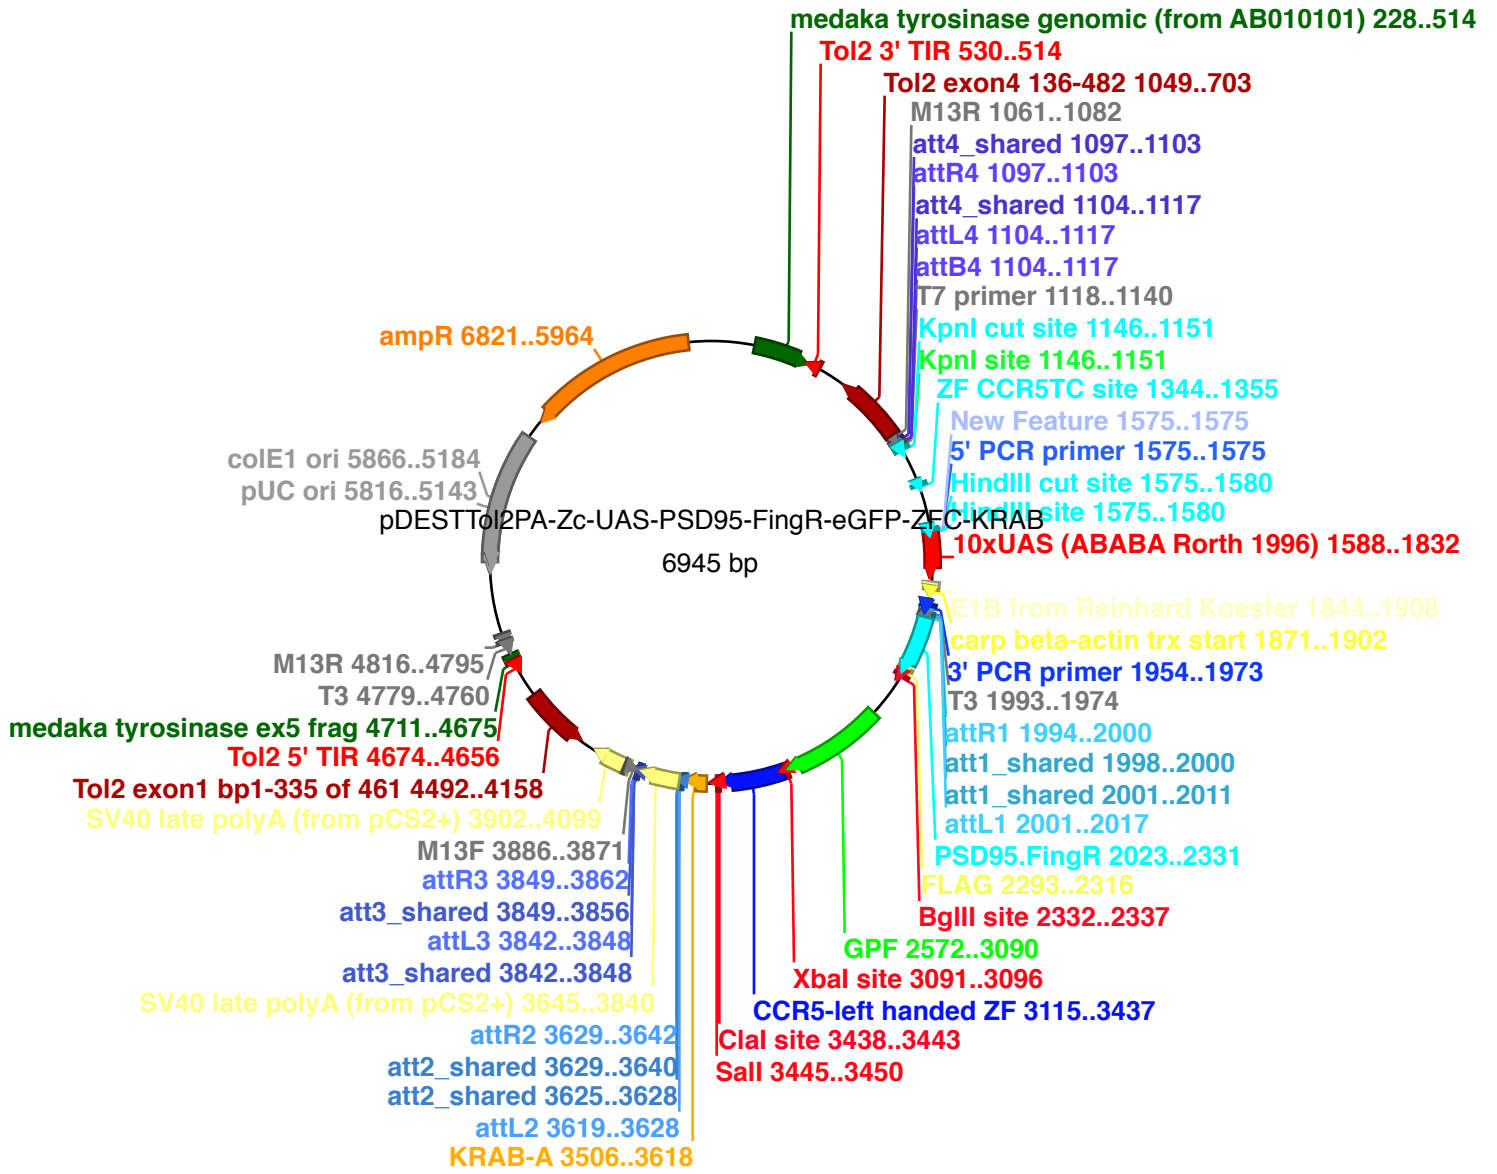 medaka tyrosinase genomic (from AB010101) 228..514
Tol2 3' TIR 530..514
Tol2 exon4 136-482 1049..703
M13R 1061..1082
att4_shared 1097..1103
attR4 1097..1103
att4_shared 1104..1117
attL4 1104..1117
attB4 1104..1117
T7 primer 1118..1140
KpnI cut site 1146..1151
KpnI site 1146..1151
ZF CCR5TC site 1344..1355
New Feature 1575..1575
5' PCR primer 1575..1575
HindIII cut site 1575..1580
HindIII site 1575..1580
10xUAS (ABABA Rorth 1996) 1588..1832
E1B from Reinhard Koester 1844..1908
carp beta-actin trx start 1871..1902
3' PCR primer 1954..1973
T3 1993..1974
attR1 1994..2000
att1_shared 1998..2000
att1_shared 2001..2011
attL1 2001..2017
PSD95.FingR 2023..2331
FLAG 2293..2316
BglII site 2332..2337
GPF 2572..3090
XbaI site 3091..3096
CCR5-left handed ZF 3115..3437
ClaI site 3438..3443
SalI 3445..3450
KRAB-A 3506..3618
attL2 3619..3628
att2_shared 3625..3628
att2_shared 3629..3640
attR2 3629..3642
SV40 late polyA (from pCS2+) 3645..3840
att3_shared 3842..3848
attL3 3842..3848
att3_shared 3849..3856
attR3 3849..3862
M13F 3886..3871
SV40 late polyA (from pCS2+) 3902..4099
Tol2 exon1 bp1-335 of 461 4492..4158
Tol2 5' TIR 4674..4656
medaka tyrosinase ex5 frag 4711..4675
T3 4779..4760
M13R 4816..4795
pUC ori 5816..5143
colE1 ori 5866..5184
ampR 6821..5964
pDESTTol2PA-Zc-UAS-PSD95-FingR-eGFP-ZFC-KRAB
6945 bp